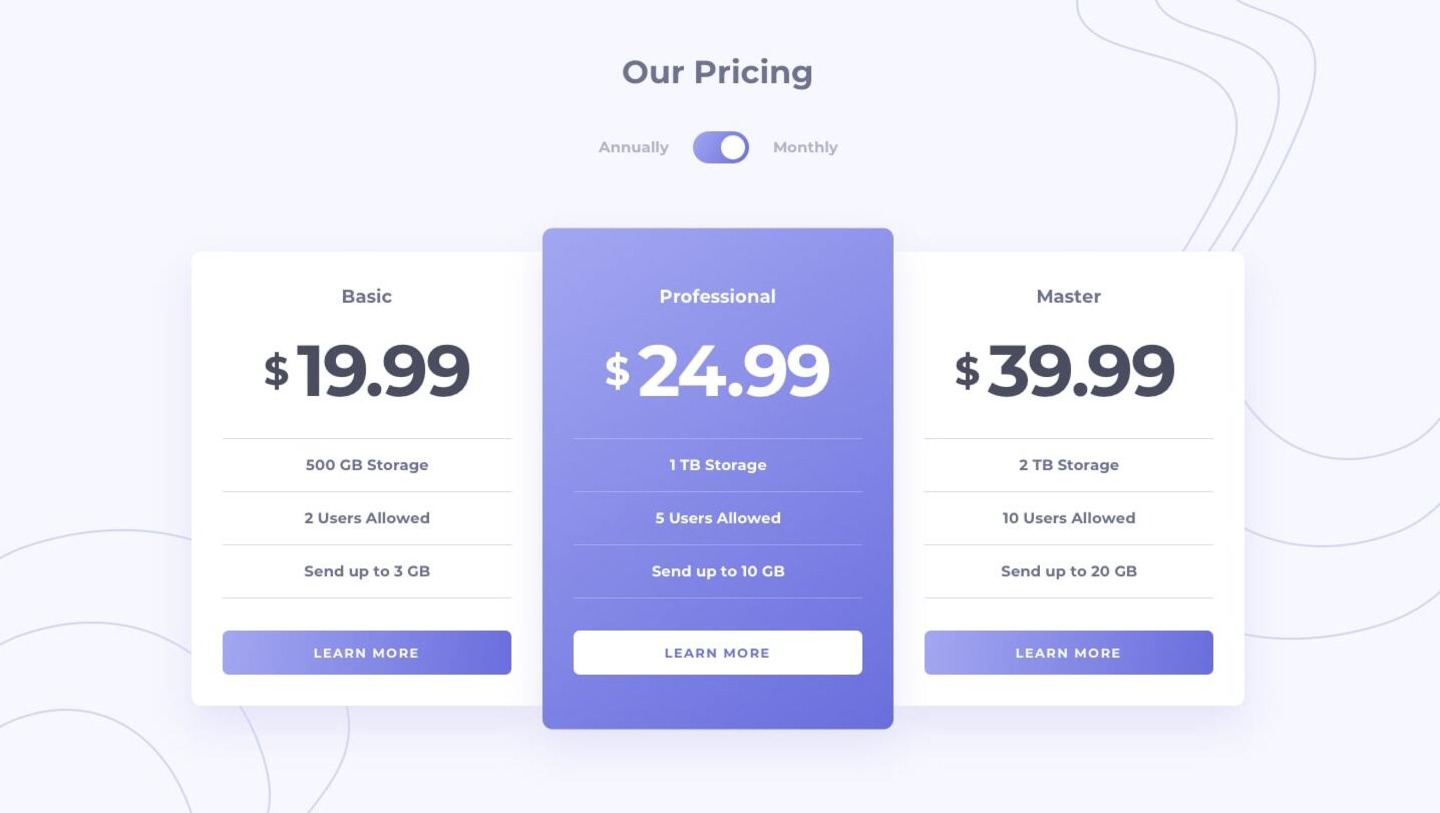 Our Pricing
Annually Monthly
Basic
$19.99
500 GB Storage
2 Users Allowed
Send up to 3 GB
LEARN MORE
Professional
$24.99
1 TB Storage
5 Users Allowed
Send up to 10 GB
LEARN MORE
Master
$39.99
2 TB Storage
10 Users Allowed
Send up to 20 GB
LEARN MORE